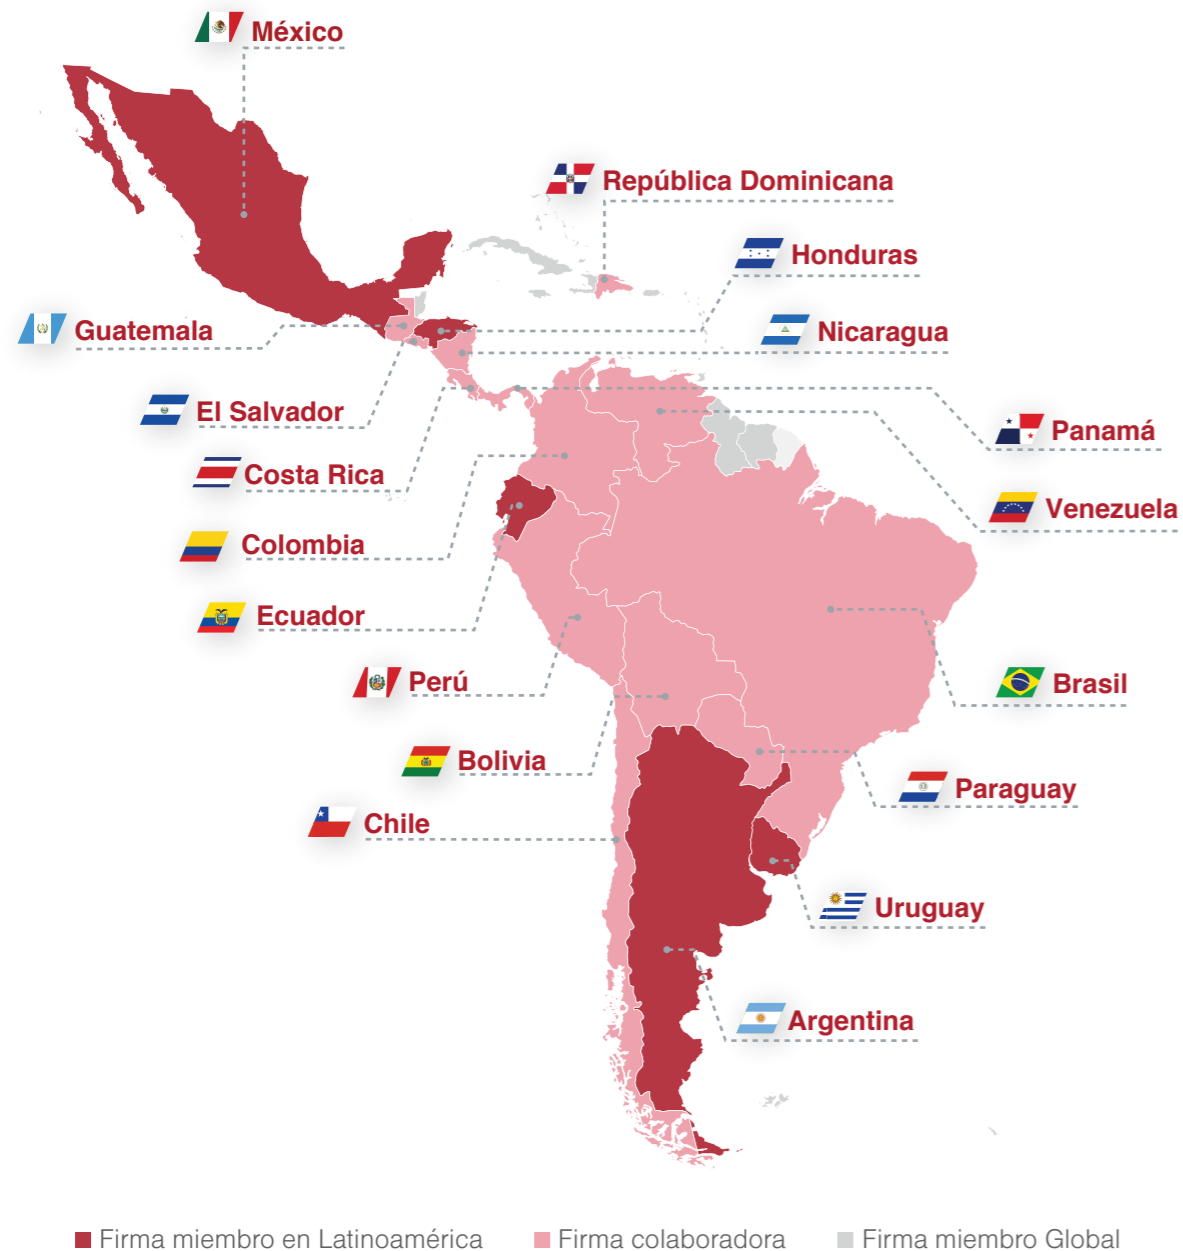 México
República Dominicana
Honduras
Guatemala
Nicaragua
El Salvador
Panamá
Costa Rica
Venezuela
Colombia
Ecuador
Perú
Brasil
Bolivia
Paraguay
Chile
Uruguay
Argentina
Firma miembro en Latinoamérica
Firma colaboradora
Firma miembro Global